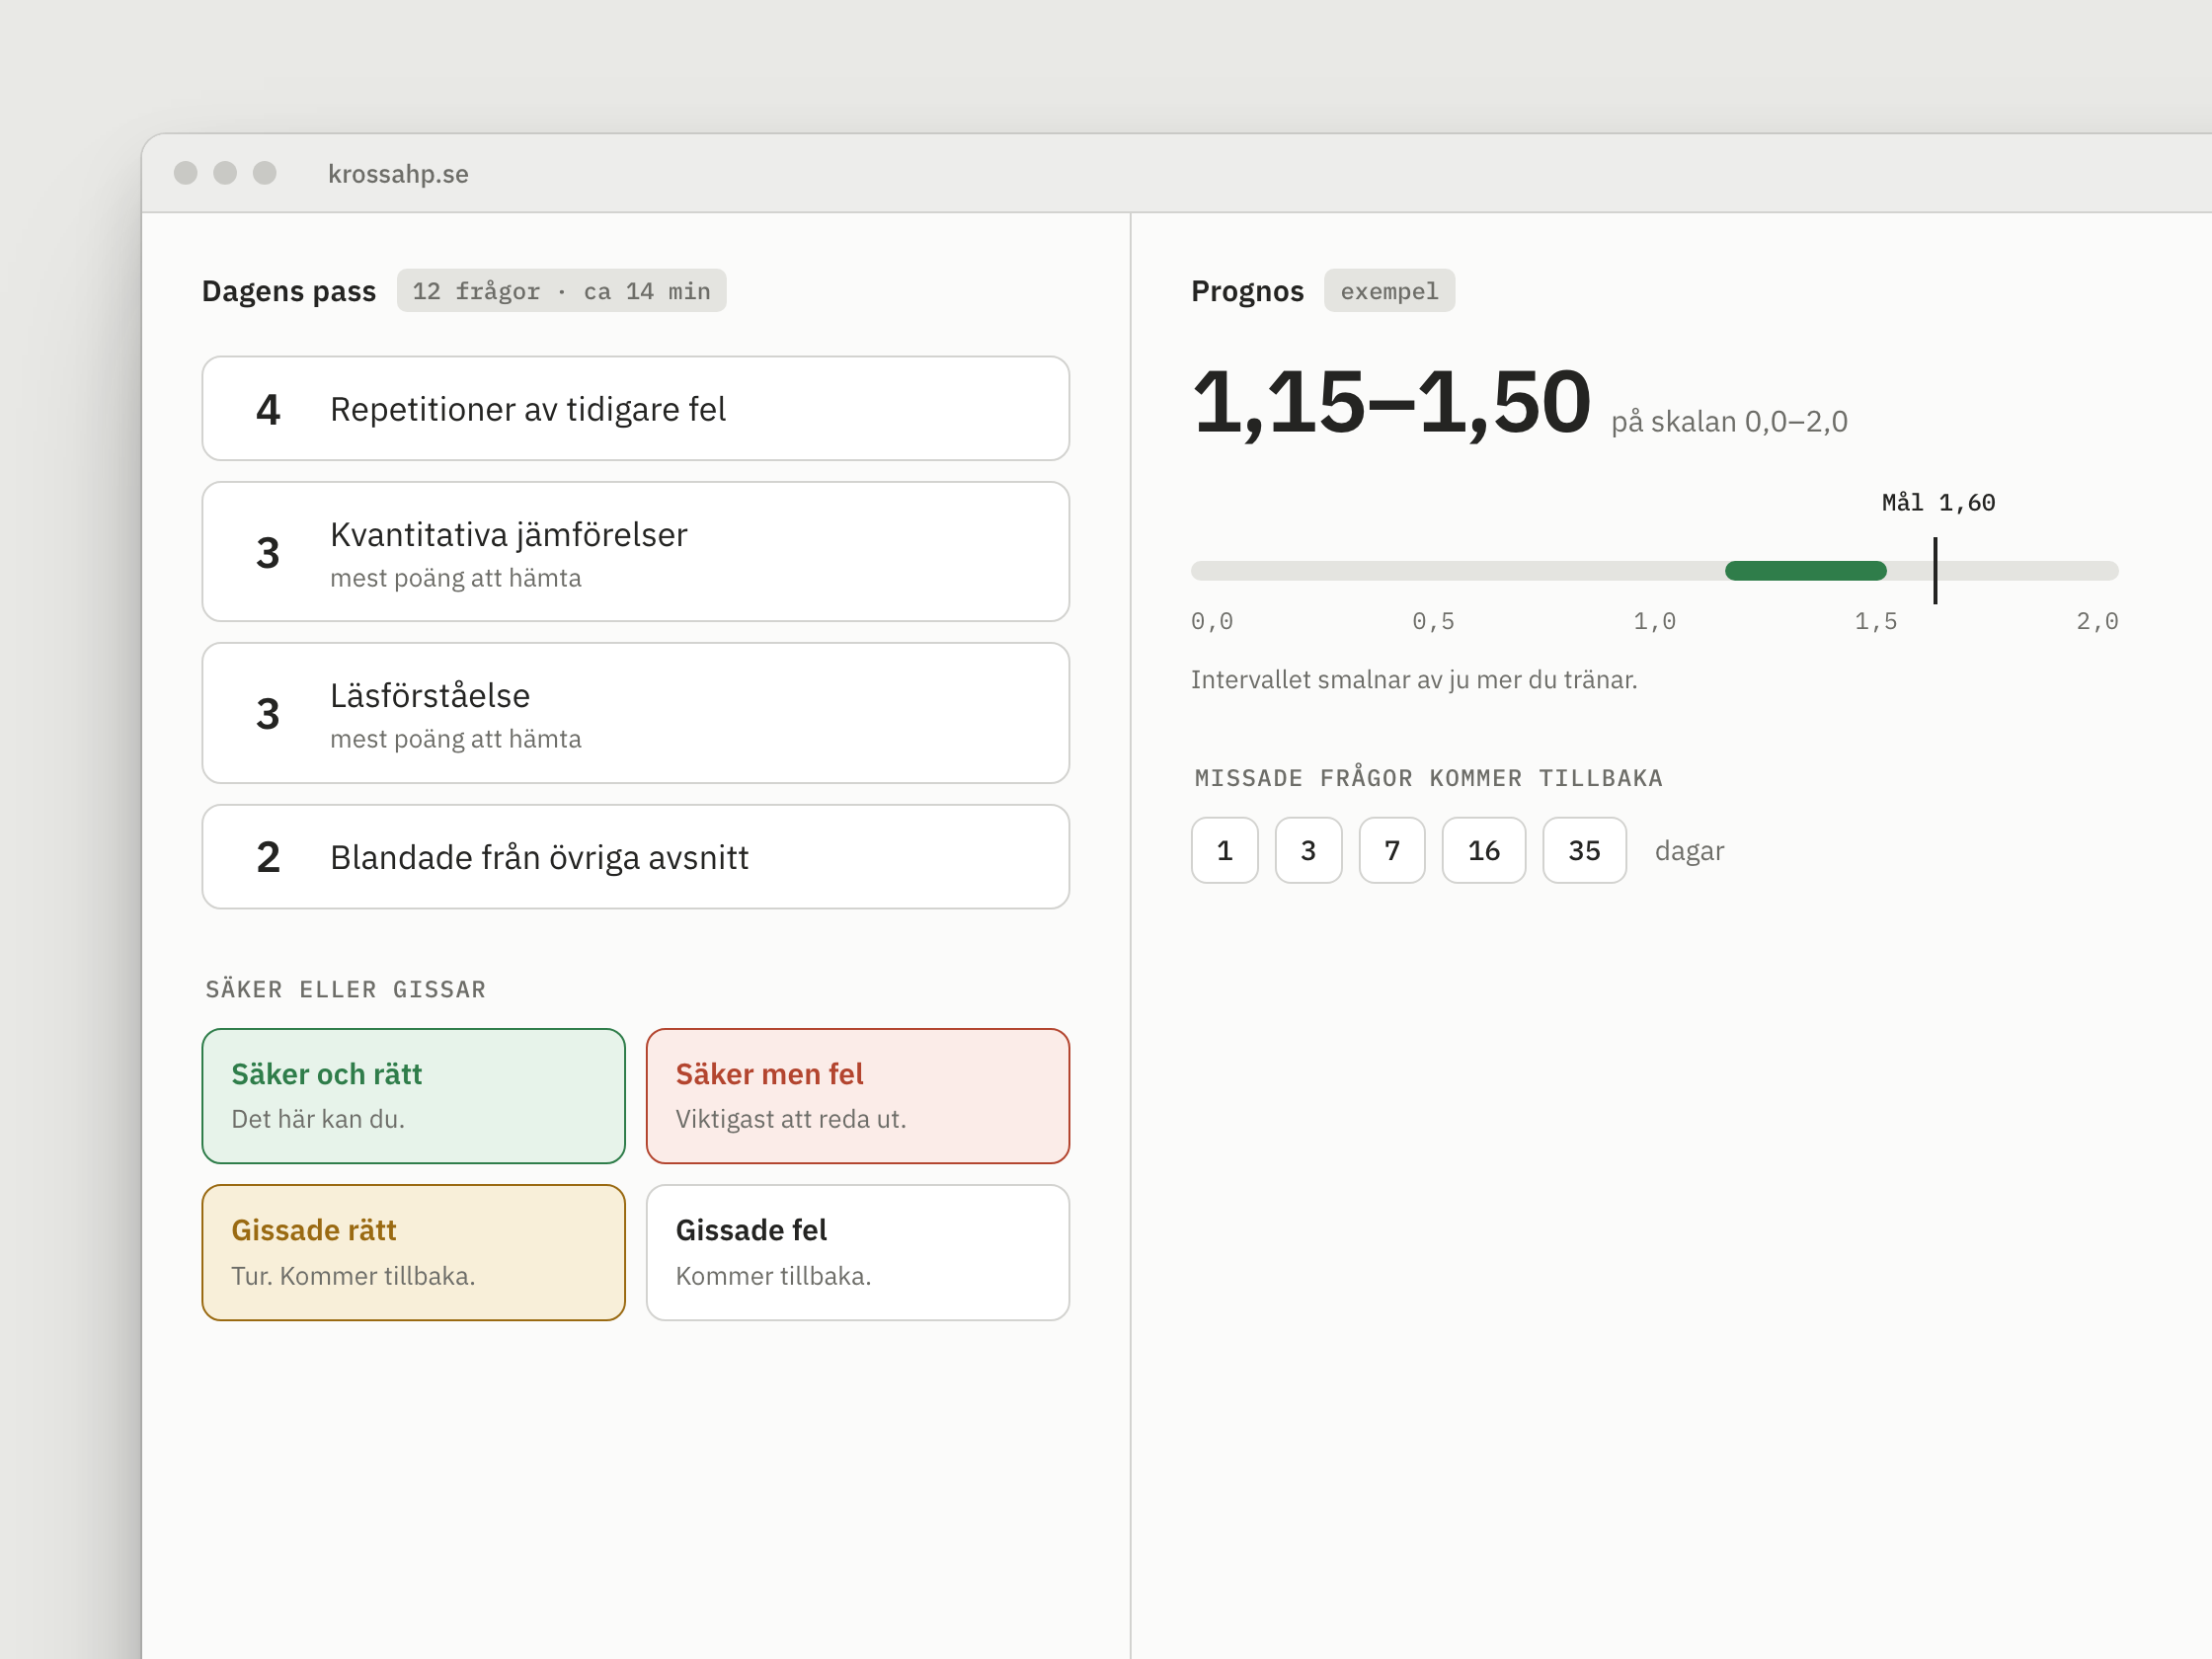 krossahp.se
Dagens pass
12 frågor · ca 14 min
4 Repetitioner av tidigare fel
3 Kvantitativa jämförelser
mest poäng att hämta
3 Läsförståelse
mest poäng att hämta
2 Blandade från övriga avsnitt
SÄKER ELLER GISSAR
Säker och rätt
Det här kan du.
Säker men fel
Viktigast att reda ut.
Gissade rätt
Tur. Kommer tillbaka.
Gissade fel
Kommer tillbaka.
Prognos
exempel
1,15–1,50 på skalan 0,0–2,0
Mål 1,60
0,0 0,5 1,0 1,5 2,0
Intervallet smalnar av ju mer du tränar.
MISSADE FRÅGOR KOMMER TILLBAKA
1 3 7 16 35 dagar